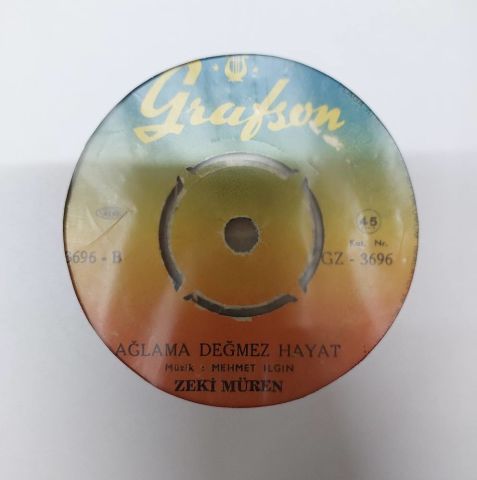 Grafson
45
Kat. Nr.
3696 - B
GZ - 3696
AĞLAMA DEĞMEZ HAYAT
Müzik : MEHMET ILGIN
ZEKİ MÜREN